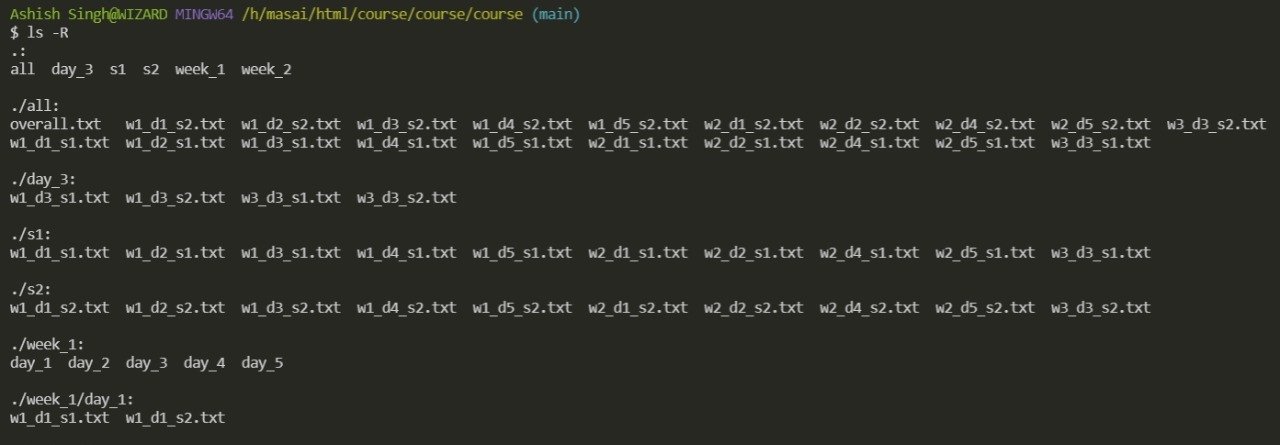 Ashish Singh@WIZARD MINGW64 /h/masai/html/course/course/course (main)
$ ls -R
.:
all  day_3  s1  s2  week_1  week_2

./all:
overall.txt   w1_d1_s2.txt  w1_d2_s2.txt  w1_d3_s2.txt  w1_d4_s2.txt  w1_d5_s2.txt  w2_d1_s2.txt  w2_d2_s2.txt  w2_d4_s2.txt  w2_d5_s2.txt  w3_d3_s2.txt
w1_d1_s1.txt  w1_d2_s1.txt  w1_d3_s1.txt  w1_d4_s1.txt  w1_d5_s1.txt  w2_d1_s1.txt  w2_d2_s1.txt  w2_d4_s1.txt  w2_d5_s1.txt  w3_d3_s1.txt

./day_3:
w1_d3_s1.txt  w1_d3_s2.txt  w3_d3_s1.txt  w3_d3_s2.txt

./s1:
w1_d1_s1.txt  w1_d2_s1.txt  w1_d3_s1.txt  w1_d4_s1.txt  w1_d5_s1.txt  w2_d1_s1.txt  w2_d2_s1.txt  w2_d4_s1.txt  w2_d5_s1.txt  w3_d3_s1.txt

./s2:
w1_d1_s2.txt  w1_d2_s2.txt  w1_d3_s2.txt  w1_d4_s2.txt  w1_d5_s2.txt  w2_d1_s2.txt  w2_d2_s2.txt  w2_d4_s2.txt  w2_d5_s2.txt  w3_d3_s2.txt

./week_1:
day_1  day_2  day_3  day_4  day_5

./week_1/day_1:
w1_d1_s1.txt  w1_d1_s2.txt